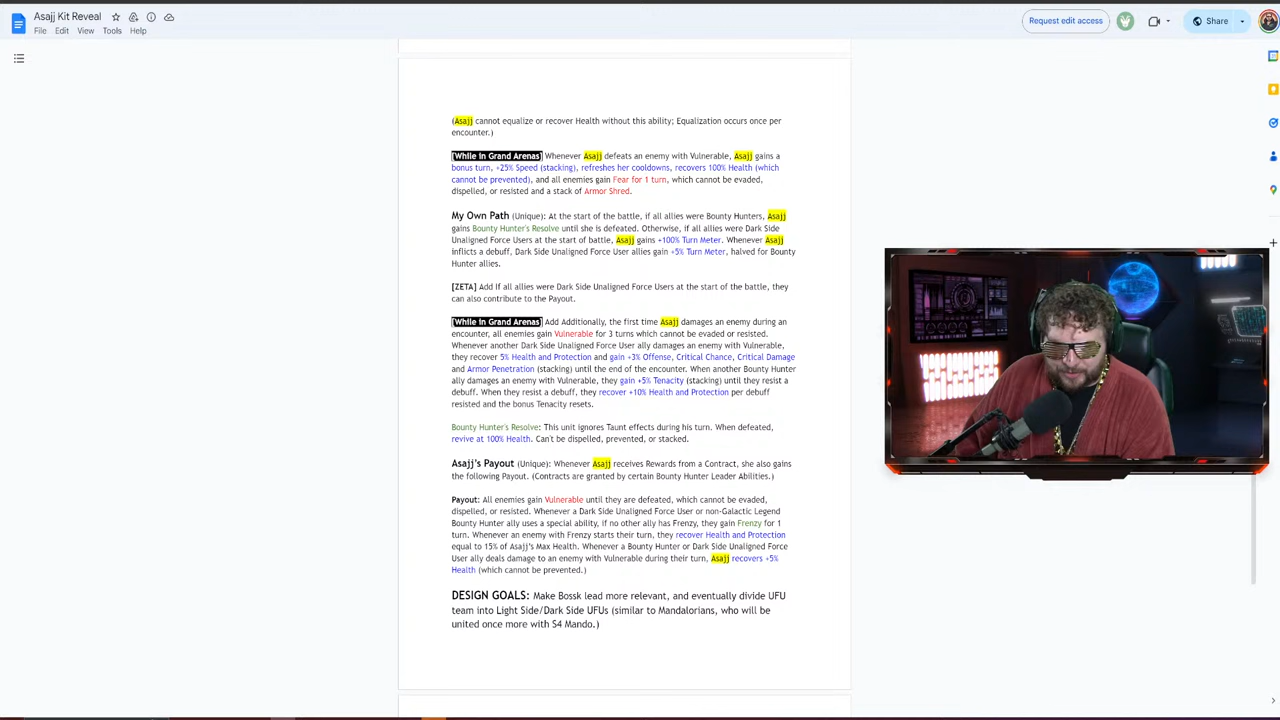 Asajj Kit Reveal
File Edit View Tools Help
Request edit access
Share
(Asajj cannot equalize or recover Health without this ability; Equalization occurs once per
encounter.)
[While in Grand Arenas] Whenever Asajj defeats an enemy with Vulnerable, Asajj gains a
bonus turn, +25% Speed (stacking), refreshes her cooldowns, recovers 100% Health (which
cannot be prevented), and all enemies gain Fear for 1 turn, which cannot be evaded,
dispelled, or resisted and a stack of Armor Shred.
My Own Path (Unique): At the start of the battle, if all allies were Bounty Hunters, Asajj
gains Bounty Hunter's Resolve until she is defeated. Otherwise, if all allies were Dark Side
Unaligned Force Users at the start of battle, Asajj gains +100% Turn Meter. Whenever Asajj
inflicts a debuff, Dark Side Unaligned Force User allies gain +5% Turn Meter, halved for Bounty
Hunter allies.
[ZETA] Add If all allies were Dark Side Unaligned Force Users at the start of the battle, they
can also contribute to the Payout.
[While in Grand Arenas] Add Additionally, the first time Asajj damages an enemy during an
encounter, all enemies gain Vulnerable for 3 turns which cannot be evaded or resisted.
Whenever another Dark Side Unaligned Force User ally damages an enemy with Vulnerable,
they recover 5% Health and Protection and gain +3% Offense, Critical Chance, Critical Damage
and Armor Penetration (stacking) until the end of the encounter. When another Bounty Hunter
ally damages an enemy with Vulnerable, they gain +5% Tenacity (stacking) until they resist a
debuff. When they resist a debuff, they recover +10% Health and Protection per debuff
resisted and the bonus Tenacity resets.
Bounty Hunter's Resolve: This unit ignores Taunt effects during his turn. When defeated,
revive at 100% Health. Can't be dispelled, prevented, or stacked.
Asajj's Payout (Unique): Whenever Asajj receives Rewards from a Contract, she also gains
the following Payout. (Contracts are granted by certain Bounty Hunter Leader Abilities.)
Payout: All enemies gain Vulnerable until they are defeated, which cannot be evaded,
dispelled, or resisted. Whenever a Dark Side Unaligned Force User or non-Galactic Legend
Bounty Hunter ally uses a special ability, if no other ally has Frenzy, they gain Frenzy for 1
turn. Whenever an enemy with Frenzy starts their turn, they recover Health and Protection
equal to 15% of Asajj's Max Health. Whenever a Bounty Hunter or Dark Side Unaligned Force
User ally deals damage to an enemy with Vulnerable during their turn, Asajj recovers +5%
Health (which cannot be prevented.)
DESIGN GOALS: Make Bossk lead more relevant, and eventually divide UFU
team into Light Side/Dark Side UFUs (similar to Mandalorians, who will be
united once more with S4 Mando.)